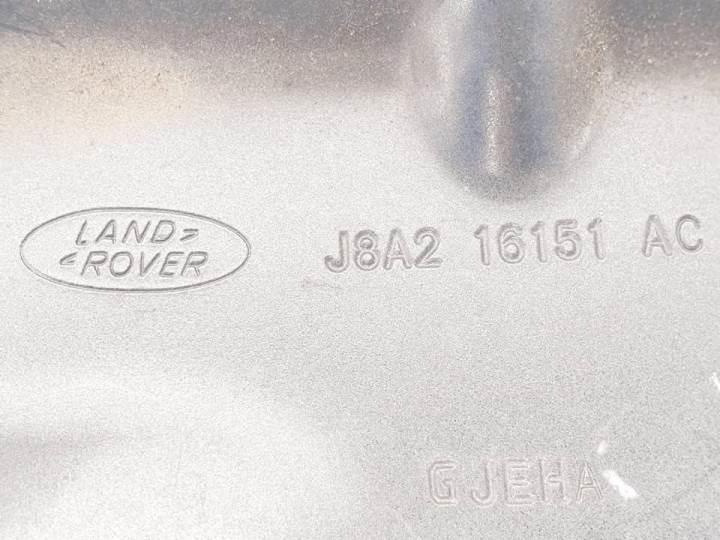 LAND
ROVER
J8A2 16151 AC
GJEHA